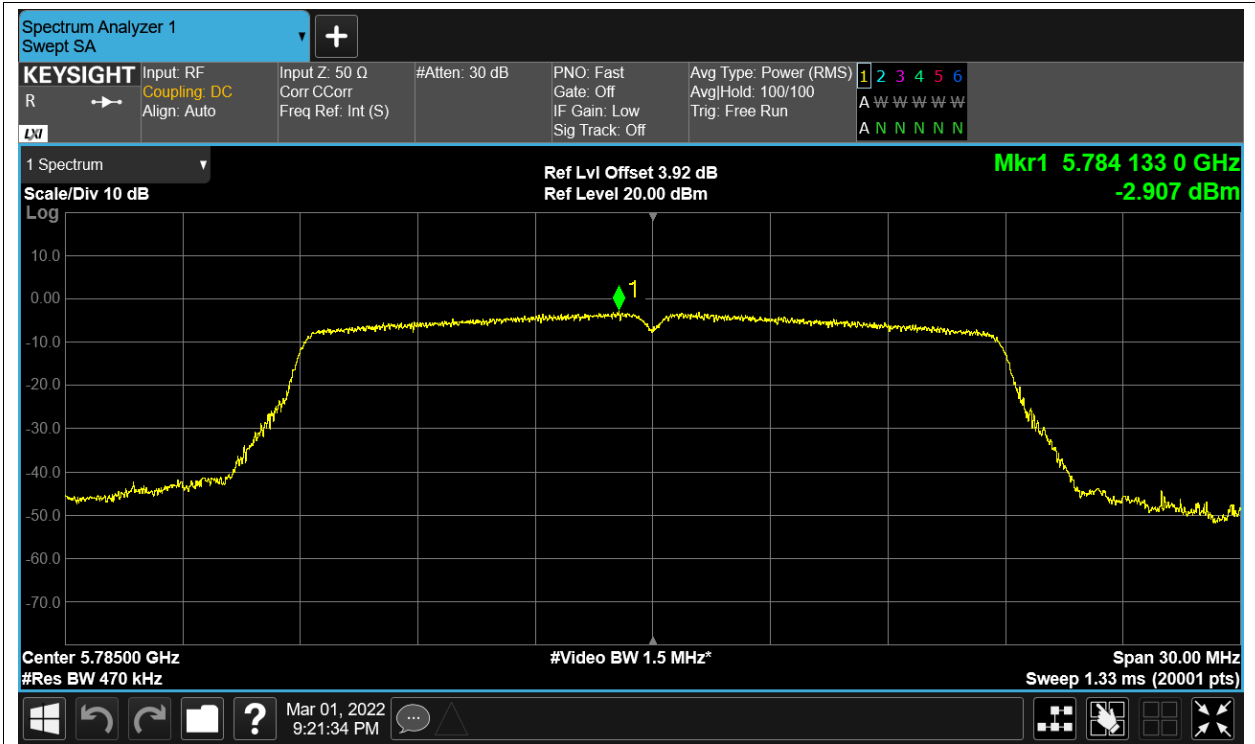 Spectrum Analyzer 1
Swept SA
KEYSIGHT
R
LXI
Input: RF
Coupling: DC
Align: Auto
Input Z: 50 Ω
Corr CCorr
Freq Ref: Int (S)
#Atten: 30 dB
PNO: Fast
Gate: Off
IF Gain: Low
Sig Track: Off
Avg Type: Power (RMS)
Avg|Hold: 100/100
Trig: Free Run
1 2 3 4 5 6
A W W W W W
A N N N N N
1 Spectrum
Scale/Div 10 dB
Log
Ref Lvl Offset 3.92 dB
Ref Level 20.00 dBm
Mkr1 5.784 133 0 GHz
-2.907 dBm
1
10.0
0.00
-10.0
-20.0
-30.0
-40.0
-50.0
-60.0
-70.0
Center 5.78500 GHz
#Res BW 470 kHz
#Video BW 1.5 MHz*
Span 30.00 MHz
Sweep 1.33 ms (20001 pts)
?
Mar 01, 2022
9:21:34 PM